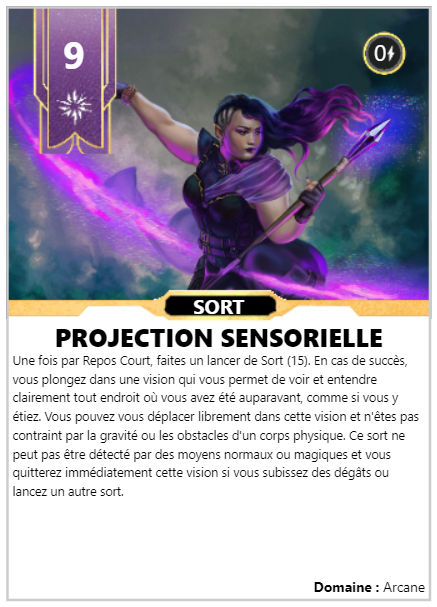 9
0
SORT
PROJECTION SENSORIELLE
Une fois par Repos Court, faites un lancer de Sort (15). En cas de succès,
vous plongez dans une vision qui vous permet de voir et entendre
clairement tout endroit où vous avez été auparavant, comme si vous y
étiez. Vous pouvez vous déplacer librement dans cette vision et n'êtes pas
contraint par la gravité ou les obstacles d'un corps physique. Ce sort ne
peut pas être détecté par des moyens normaux ou magiques et vous
quitterez immédiatement cette vision si vous subissez des dégâts ou
lancez un autre sort.
Domaine : Arcane